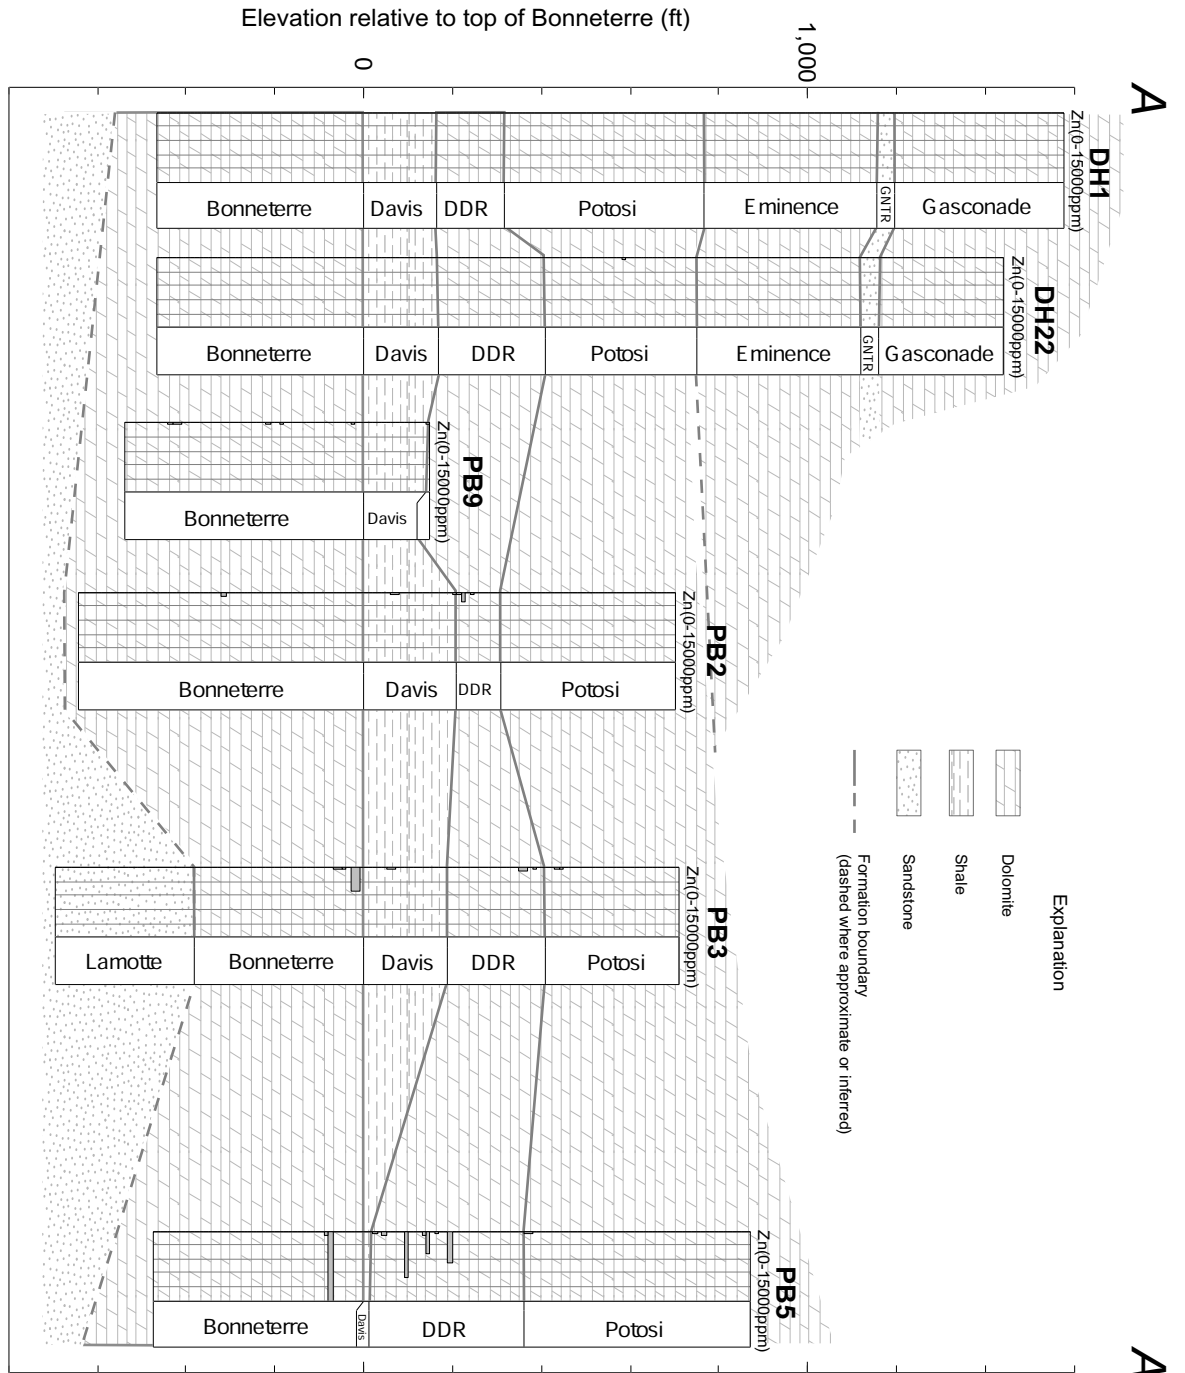 Elevation relative to top of Bonneterre (ft)
0
1,000
A
Zn(0-15000ppm)
DH1
Bonneterre
Davis
DDR
Potosi
Eminence
GNTR
Gasconade
Zn(0-15000ppm)
DH22
Bonneterre
Davis
DDR
Potosi
Eminence
GNTR
Gasconade
Zn(0-15000ppm)
PB9
Bonneterre
Davis
Zn(0-15000ppm)
PB2
Bonneterre
Davis
DDR
Potosi
Zn(0-15000ppm)
PB3
Lamotte
Bonneterre
Davis
DDR
Potosi
Zn(0-15000ppm)
PB5
Bonneterre
Davis
DDR
Potosi
A
Explanation
Dolomite
Shale
Sandstone
Formation boundary
(dashed where approximate or inferred)